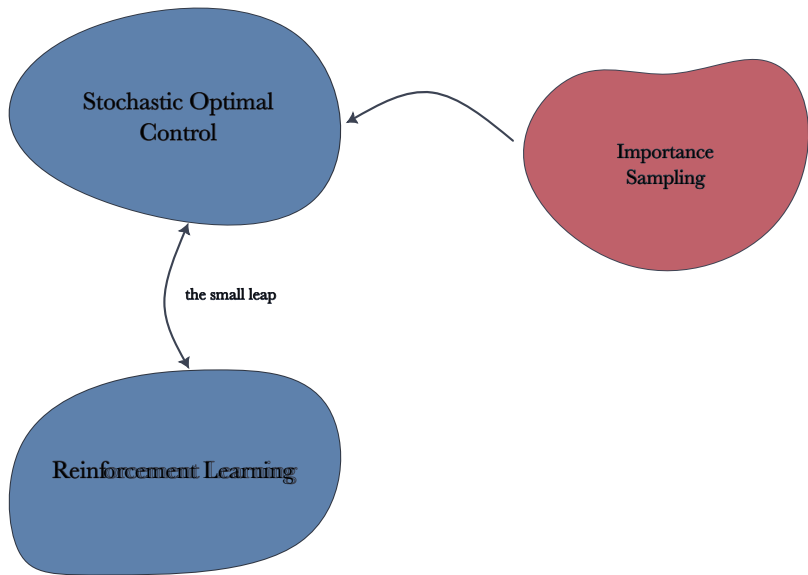 Stochastic Optimal
Control
Importance
Sampling
the small leap
Reinforcement Learning